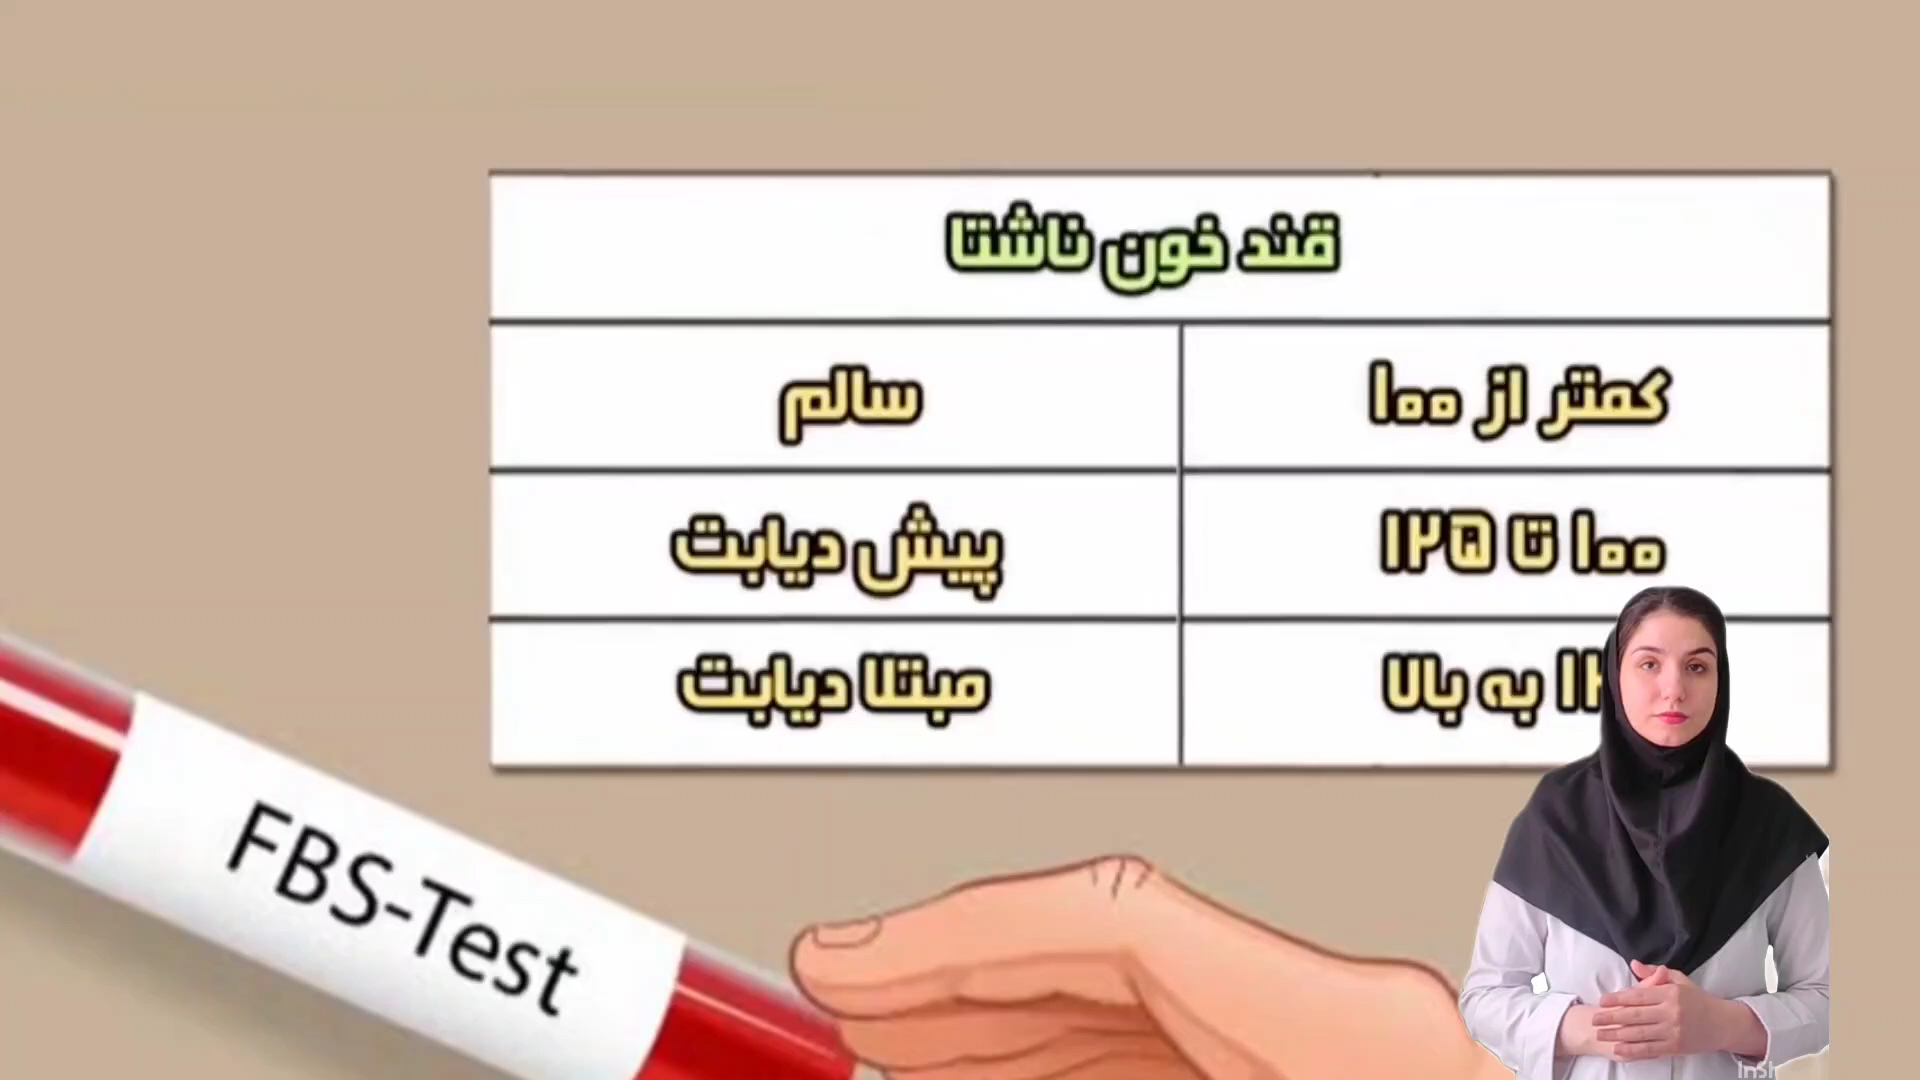 قند خون ناشتا
کمتر از ۱۰۰ سالم
۱۰۰ تا ۱۲۵ پیش دیابت
به بالا مبتلا دیابت
FBS-Test